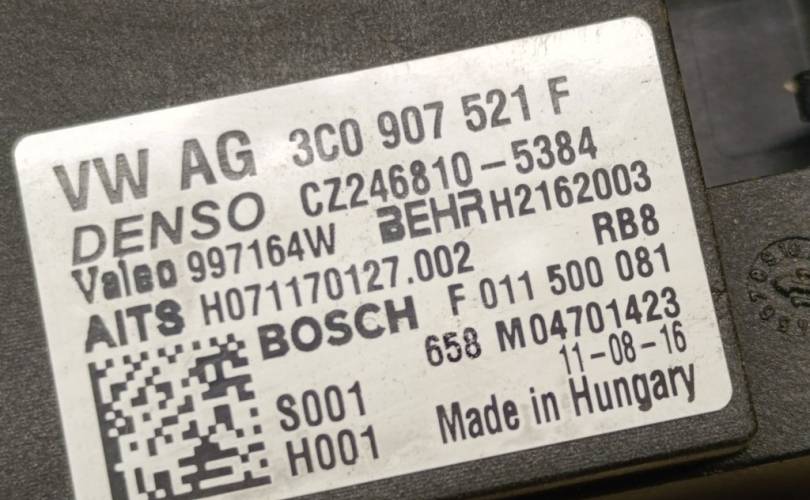 VW AG 3C0 907 521 F
DENSO CZ246810-5384
Valeo 997164W BEHR H2162003
AITS H071170127.002 RB8
BOSCH F 011 500 081
658 M04701423
11-08-16
S001
H001 Made in Hungary